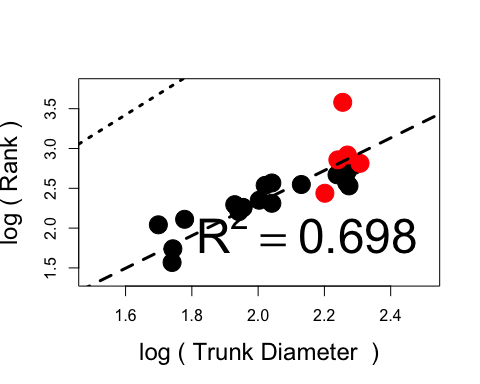 3.5
3.0
2.5
2.0
1.5
log ( Rank )
R² = 0.698
1.6 1.8 2.0 2.2 2.4
log ( Trunk Diameter )